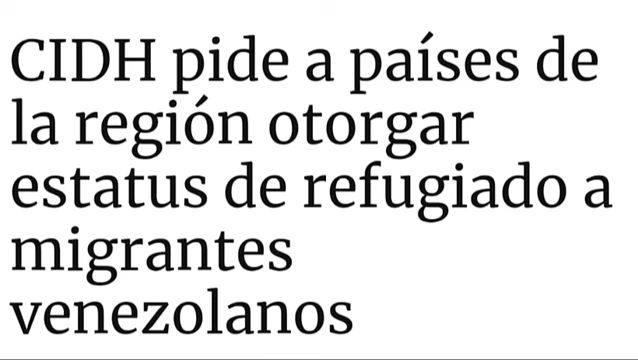 CIDH pide a países de
la región otorgar
estatus de refugiado a
migrantes
venezolanos